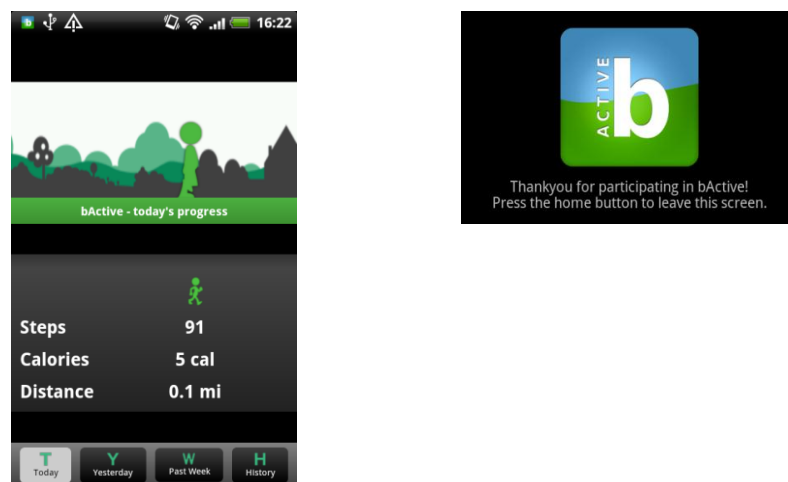 16:22
bActive - today's progress
Steps 91
Calories 5 cal
Distance 0.1 mi
T Y W H
Today Yesterday Past Week History
b
ACTIVE
b
Thankyou for participating in bActive!
Press the home button to leave this screen.